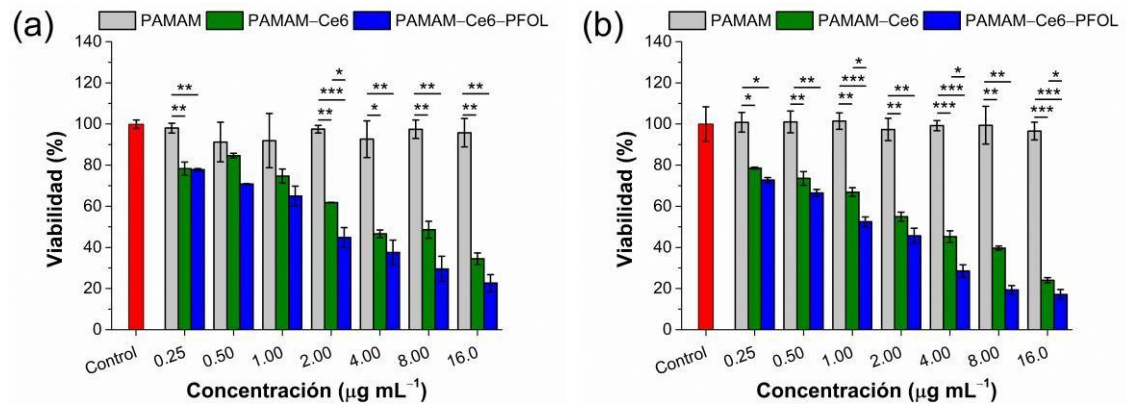 (a)
PAMAM PAMAM–Ce6 PAMAM–Ce6–PFOL
140
120
100
80
60
40
20
0
Viabilidad (%)
** **
** *** *
* **
** **
** **
Control 0.25 0.50 1.00 2.00 4.00 8.00 16.0
Concentración (µg mL⁻¹)
(b)
PAMAM PAMAM–Ce6 PAMAM–Ce6–PFOL
140
120
100
80
60
40
20
0
Viabilidad (%)
* *
** **
** *** *
** **
*** *** *
** **
*** *** *
Control 0.25 0.50 1.00 2.00 4.00 8.00 16.0
Concentración (µg mL⁻¹)